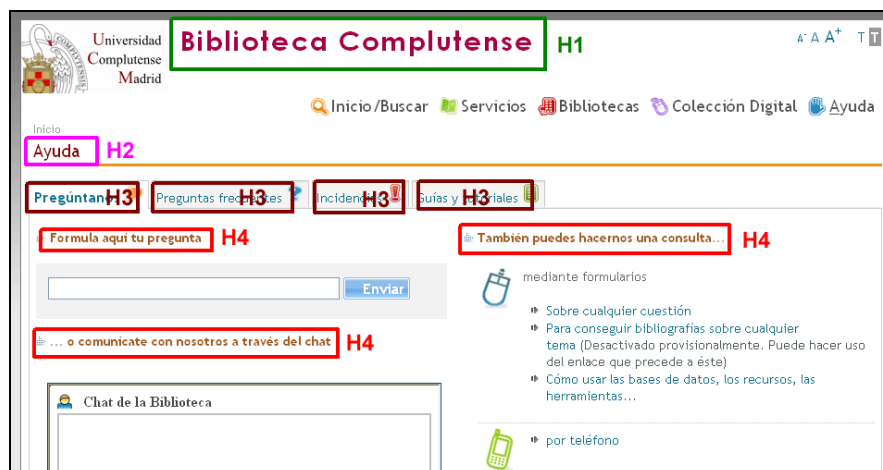 Universidad
Complutense
Madrid
Biblioteca Complutense H1
A- A A+ T T
Inicio/Buscar Servicios Bibliotecas Colección Digital Ayuda
Inicio
Ayuda H2
Pregúntanos H3 Preguntas frecuentes H3 Incidencias H3 Guías y tutoriales H3
Formula aquí tu pregunta H4
Enviar
... o comunícate con nosotros a través del chat H4
Chat de la Biblioteca
También puedes hacernos una consulta... H4
mediante formularios
Sobre cualquier cuestión
Para conseguir bibliografías sobre cualquier
tema (Desactivado provisionalmente. Puede hacer uso
del enlace que precede a éste)
Cómo usar las bases de datos, los recursos, las
herramientas...
por teléfono